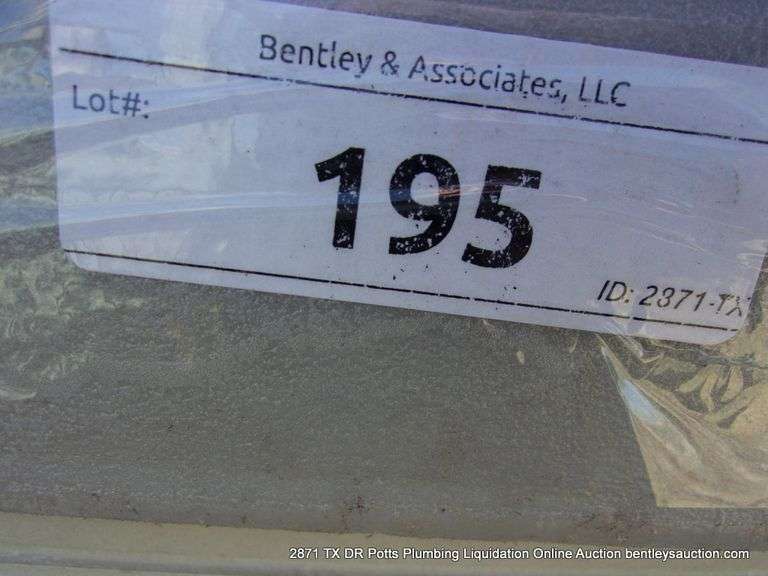 Bentley & Associates, LLC
Lot#:
195
ID: 2871-TX
2871 TX DR Potts Plumbing Liquidation Online Auction bentleysauction.com